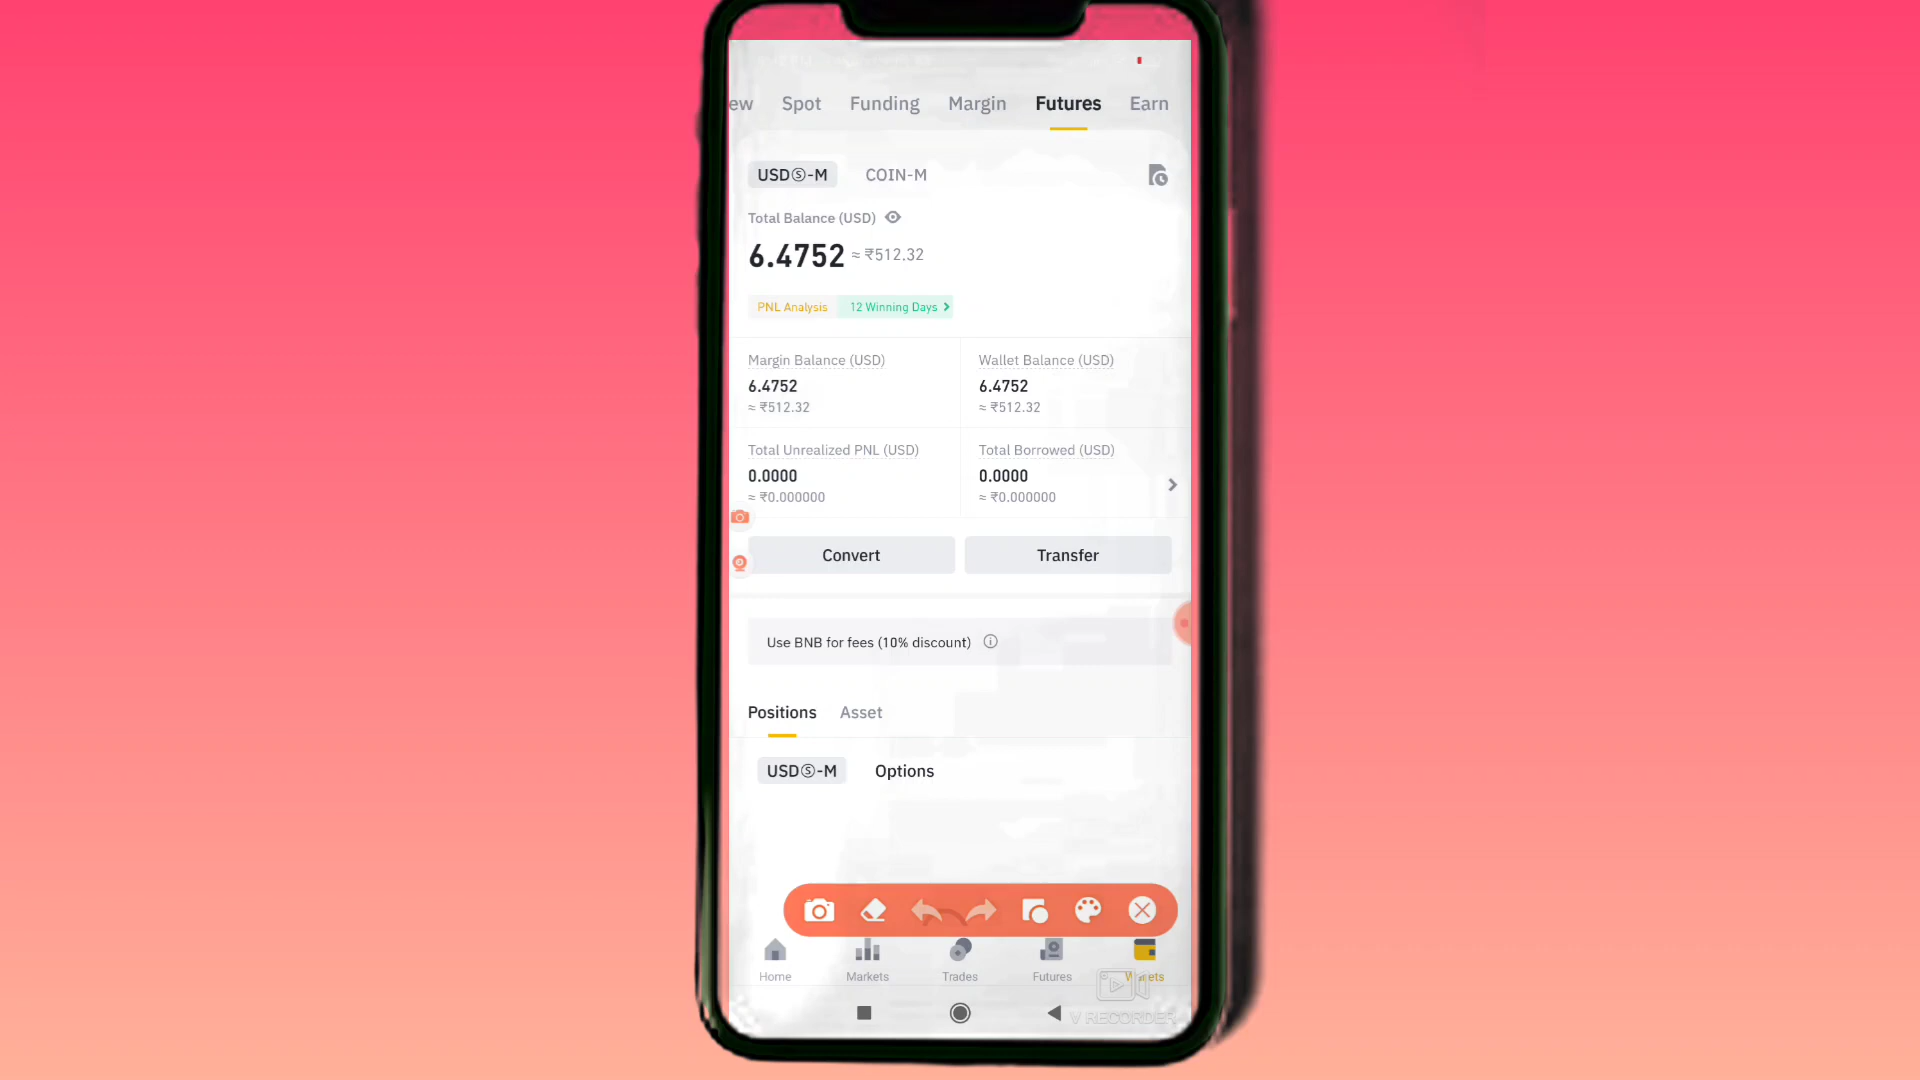 ew Spot Funding Margin Futures Earn
USDⓈ-M COIN-M
Total Balance (USD)
6.4752 ≈ ₹512.32
PNL Analysis 12 Winning Days >
Margin Balance (USD) Wallet Balance (USD)
6.4752 6.4752
≈ ₹512.32 ≈ ₹512.32
Total Unrealized PNL (USD) Total Borrowed (USD)
0.0000 0.0000
≈ ₹0.000000 ≈ ₹0.000000
Convert Transfer
Use BNB for fees (10% discount)
Positions Asset
USDⓈ-M Options
Home Markets Trades Futures Wallets
V RECORDER